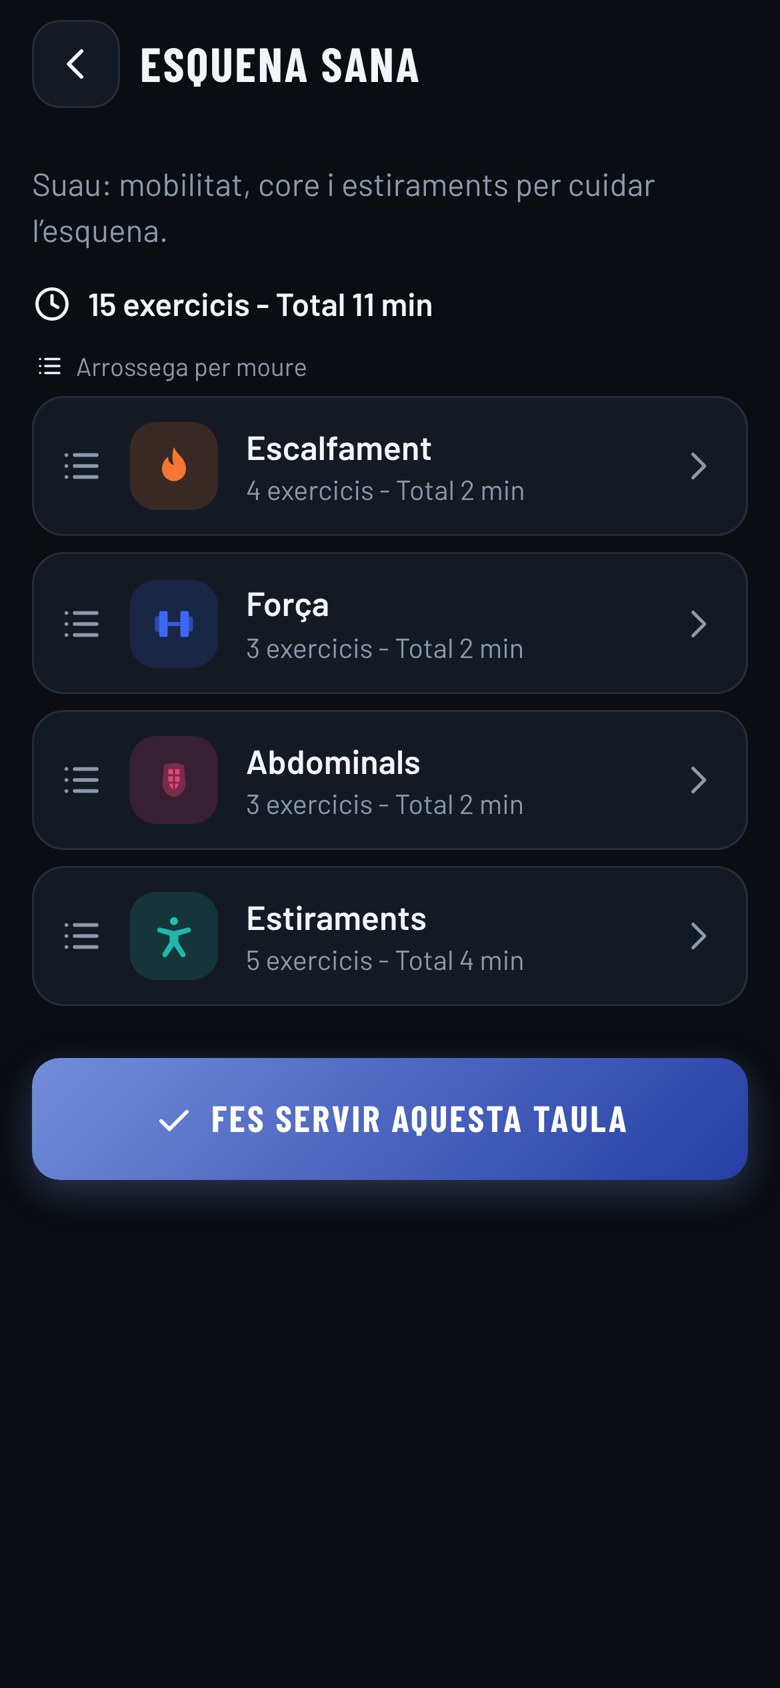 ESQUENA SANA
Suau: mobilitat, core i estiraments per cuidar
l’esquena.
15 exercicis - Total 11 min
Arrossega per moure
Escalfament
4 exercicis - Total 2 min
Força
3 exercicis - Total 2 min
Abdominals
3 exercicis - Total 2 min
Estiraments
5 exercicis - Total 4 min
FES SERVIR AQUESTA TAULA